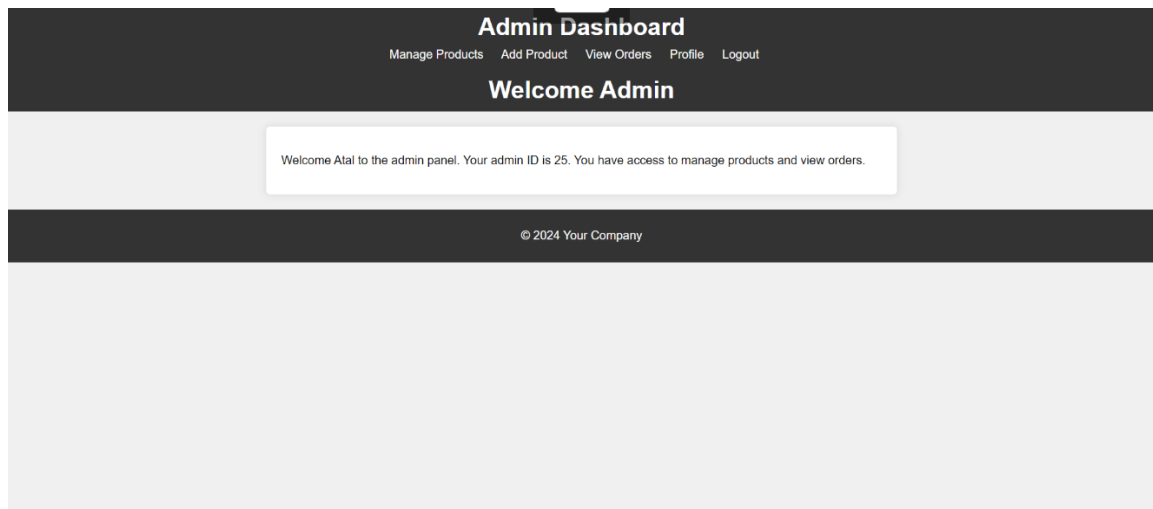 Admin Dashboard
Manage Products Add Product View Orders Profile Logout
Welcome Admin
Welcome Atal to the admin panel. Your admin ID is 25. You have access to manage products and view orders.
© 2024 Your Company